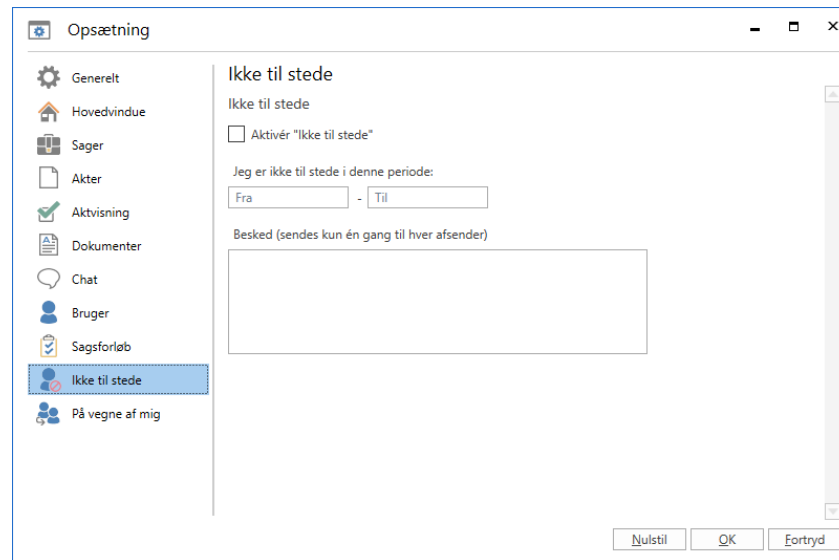 Opsætning
Generelt
Hovedvindue
Sager
Akter
Aktvisning
Dokumenter
Chat
Bruger
Sagsforløb
Ikke til stede
På vegne af mig
Ikke til stede
Ikke til stede
Aktivér "Ikke til stede"
Jeg er ikke til stede i denne periode:
Fra - Til
Besked (sendes kun én gang til hver afsender)
Nulstil OK Fortryd